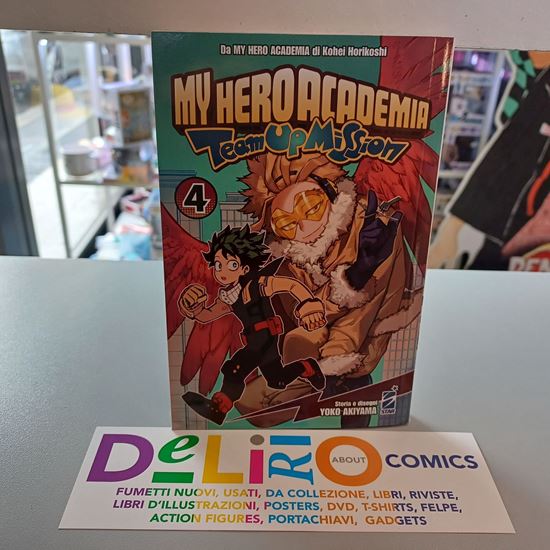 Da MY HERO ACADEMIA di Kohei Horikoshi
MY HERO ACADEMIA
Team Up Mission
4
Storia e disegni
YOKO AKIYAMA
STAR
DeLiRIO
ABOUT
COMICS
FUMETTI NUOVI, USATI, DA COLLEZIONE, LIBRI, RIVISTE,
LIBRI D'ILLUSTRAZIONI, POSTERS, DVD, T-SHIRTS, FELPE,
ACTION FIGURES, PORTACHIAVI, GADGETS